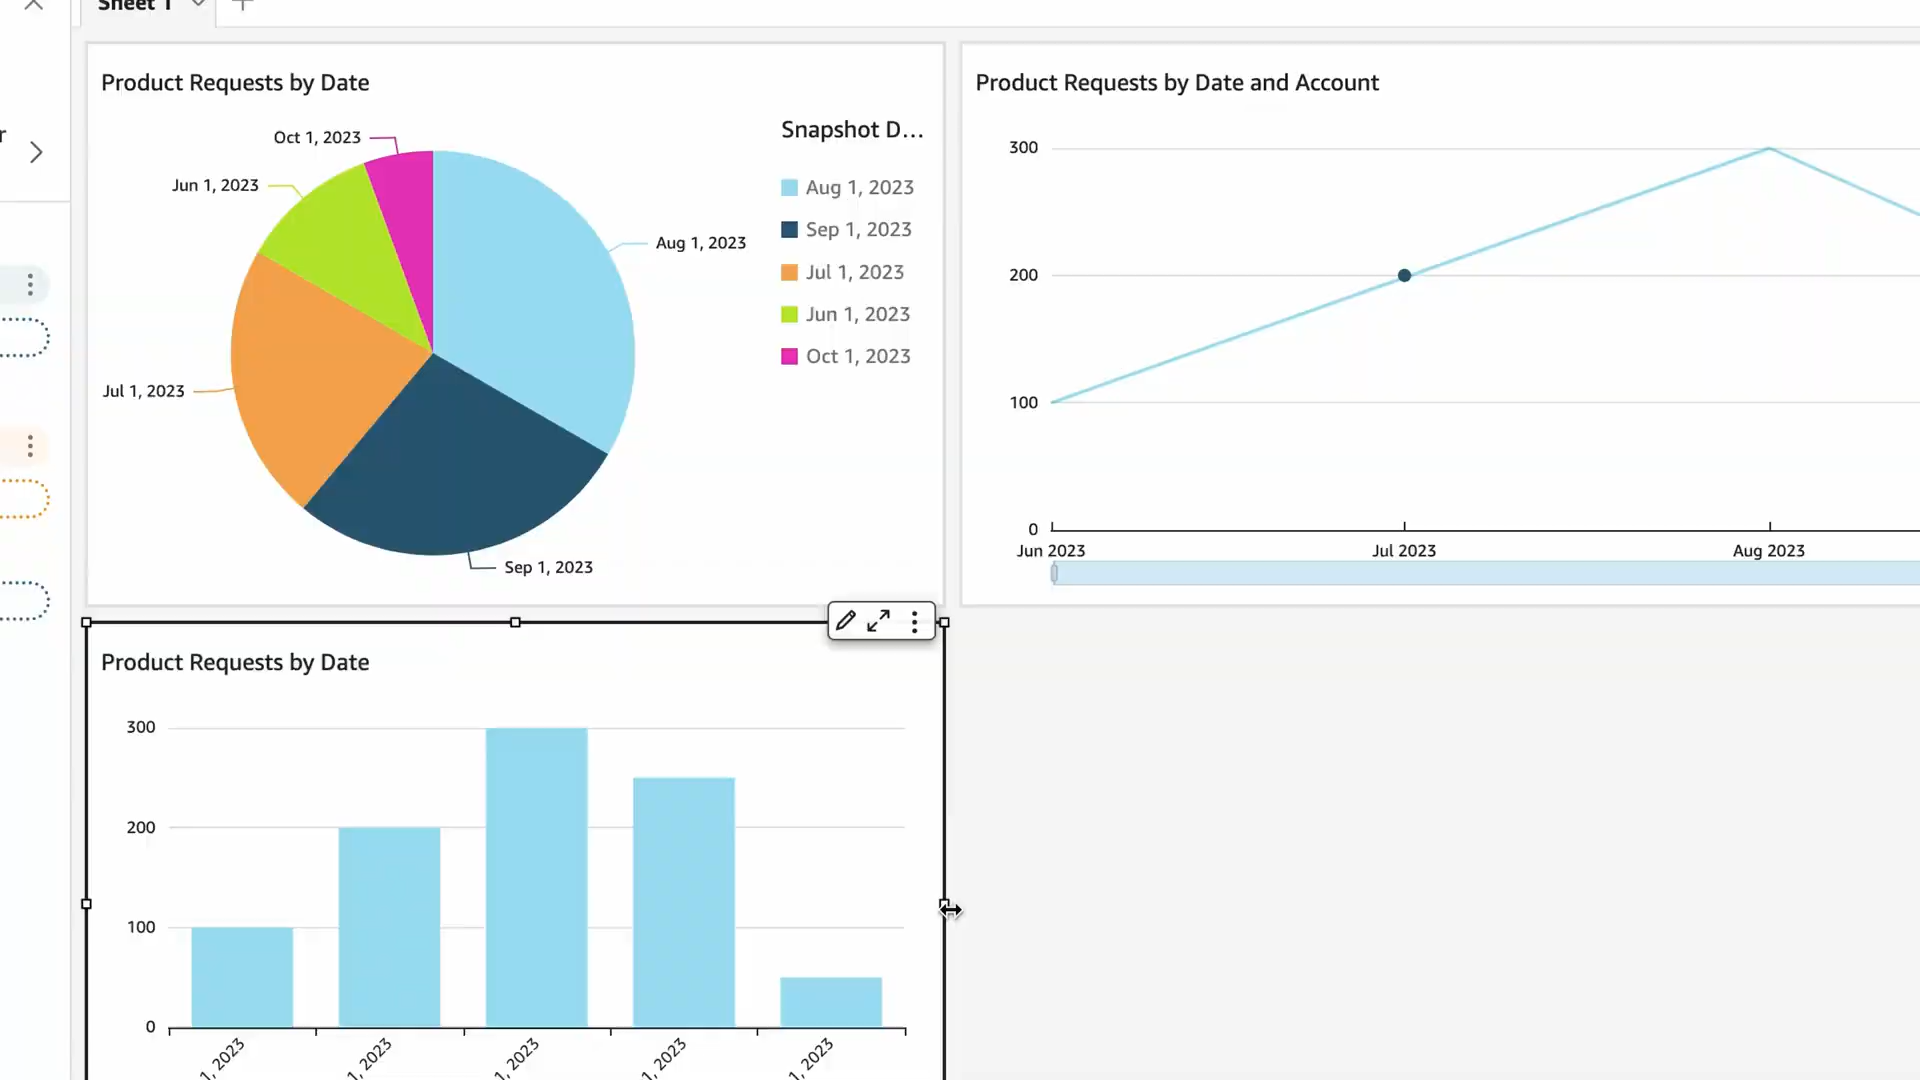 Sheet 1
r
Product Requests by Date
Oct 1, 2023
Jun 1, 2023
Aug 1, 2023
Jul 1, 2023
Sep 1, 2023
Snapshot D...
Aug 1, 2023
Sep 1, 2023
Jul 1, 2023
Jun 1, 2023
Oct 1, 2023
Product Requests by Date and Account
300
200
100
0
Jun 2023
Jul 2023
Aug 2023
Product Requests by Date
300
200
100
0
1, 2023
1, 2023
1, 2023
1, 2023
1, 2023